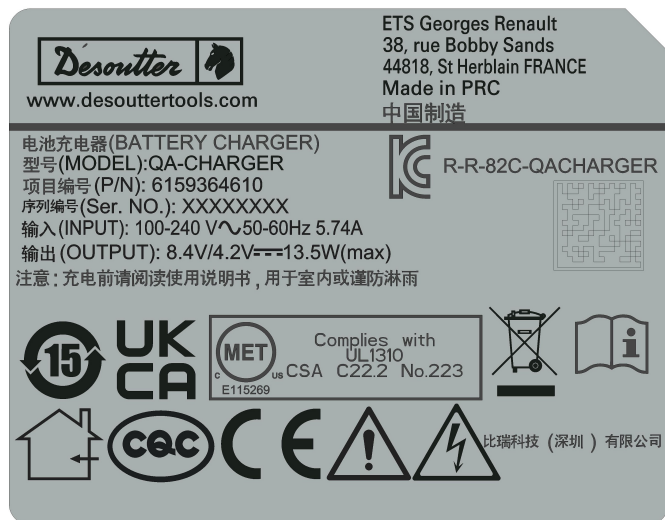 Desoutter
www.desouttertools.com
ETS Georges Renault
38, rue Bobby Sands
44818, St Herblain FRANCE
Made in PRC
中国制造
电池充电器(BATTERY CHARGER)
型号(MODEL):QA-CHARGER
项目编号(P/N): 6159364610
序列编号(Ser. NO.): XXXXXXXX
输入(INPUT): 100-240 V∿50-60Hz 5.74A
输出(OUTPUT): 8.4V/4.2V⎓13.5W(max)
注意:充电前请阅读使用说明书,用于室内或谨防淋雨
R-R-82C-QACHARGER
15
UK
CA
MET
C US
E115269
Complies with
UL1310
CSA C22.2 No.223
i
CQC
CE
!
比瑞科技(深圳)有限公司